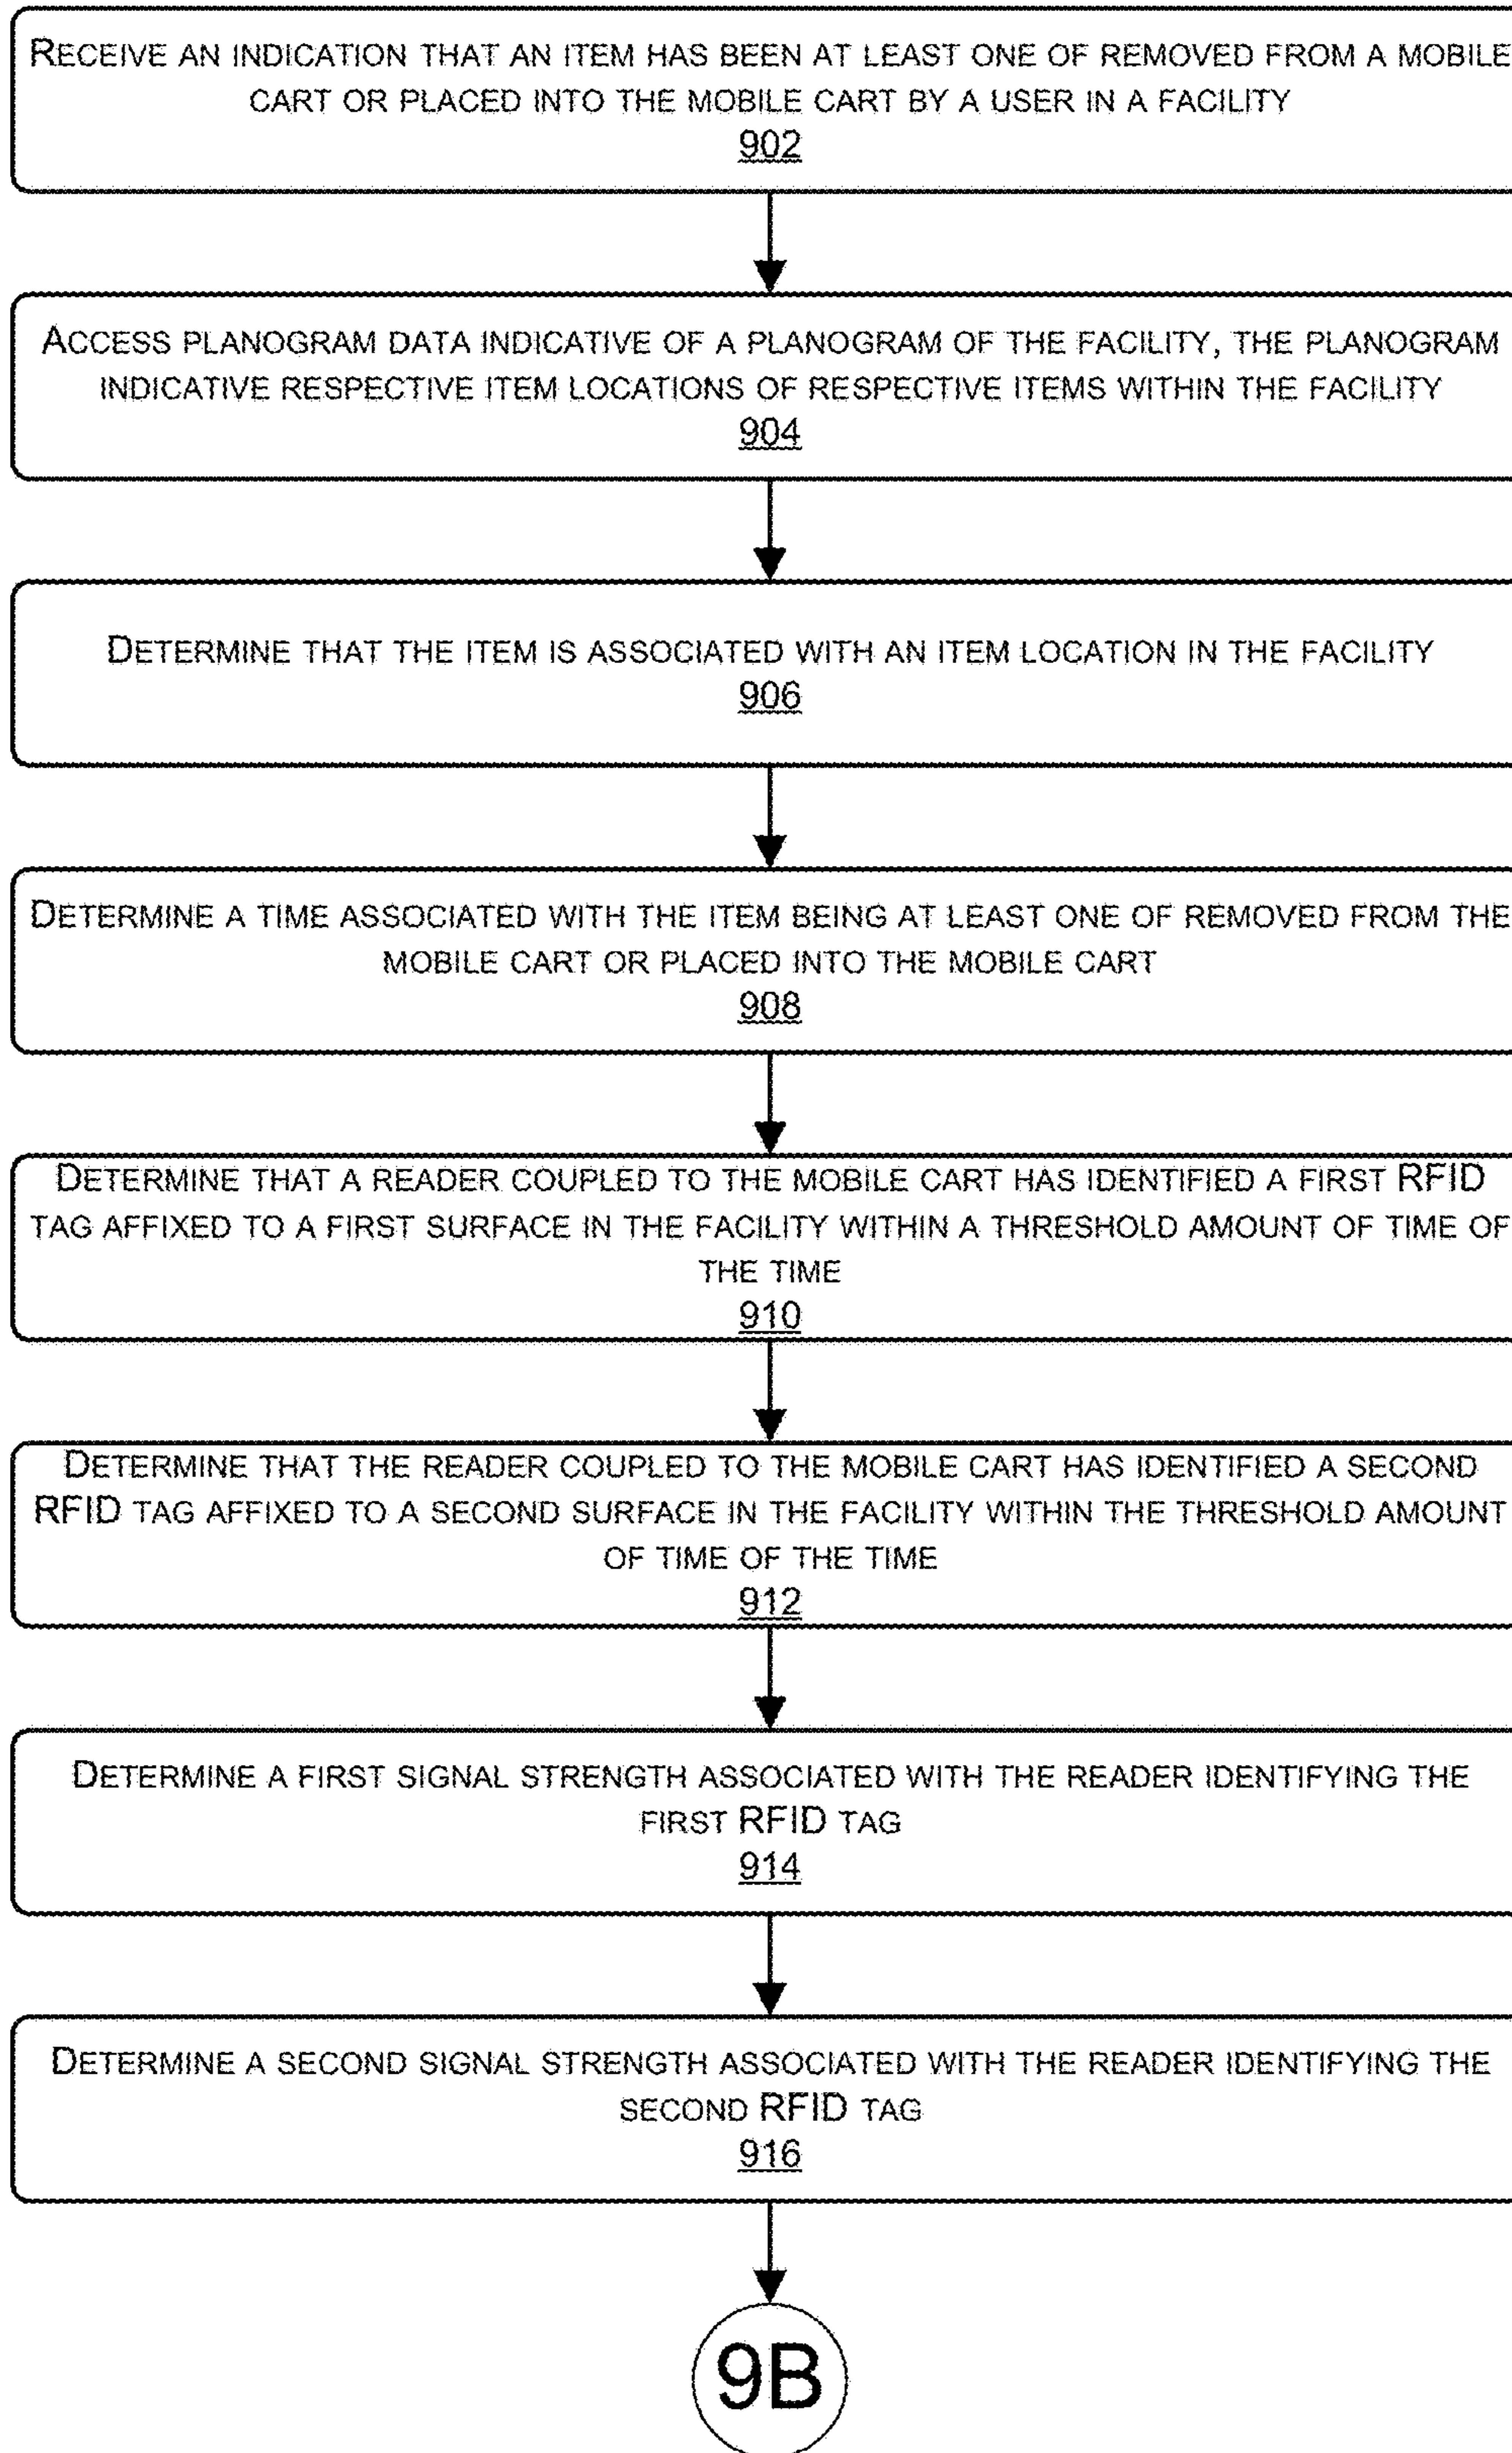 RECEIVE AN INDICATION THAT AN ITEM HAS BEEN AT LEAST ONE OF REMOVED FROM A MOBILE
CART OR PLACED INTO THE MOBILE CART BY A USER IN A FACILITY
902
ACCESS PLANOGRAM DATA INDICATIVE OF A PLANOGRAM OF THE FACILITY, THE PLANOGRAM
INDICATIVE RESPECTIVE ITEM LOCATIONS OF RESPECTIVE ITEMS WITHIN THE FACILITY
904
DETERMINE THAT THE ITEM IS ASSOCIATED WITH AN ITEM LOCATION IN THE FACILITY
906
DETERMINE A TIME ASSOCIATED WITH THE ITEM BEING AT LEAST ONE OF REMOVED FROM THE
MOBILE CART OR PLACED INTO THE MOBILE CART
908
DETERMINE THAT A READER COUPLED TO THE MOBILE CART HAS IDENTIFIED A FIRST RFID
TAG AFFIXED TO A FIRST SURFACE IN THE FACILITY WITHIN A THRESHOLD AMOUNT OF TIME OF
THE TIME
910
DETERMINE THAT THE READER COUPLED TO THE MOBILE CART HAS IDENTIFIED A SECOND
RFID TAG AFFIXED TO A SECOND SURFACE IN THE FACILITY WITHIN THE THRESHOLD AMOUNT
OF TIME OF THE TIME
912
DETERMINE A FIRST SIGNAL STRENGTH ASSOCIATED WITH THE READER IDENTIFYING THE
FIRST RFID TAG
914
DETERMINE A SECOND SIGNAL STRENGTH ASSOCIATED WITH THE READER IDENTIFYING THE
SECOND RFID TAG
916
9B